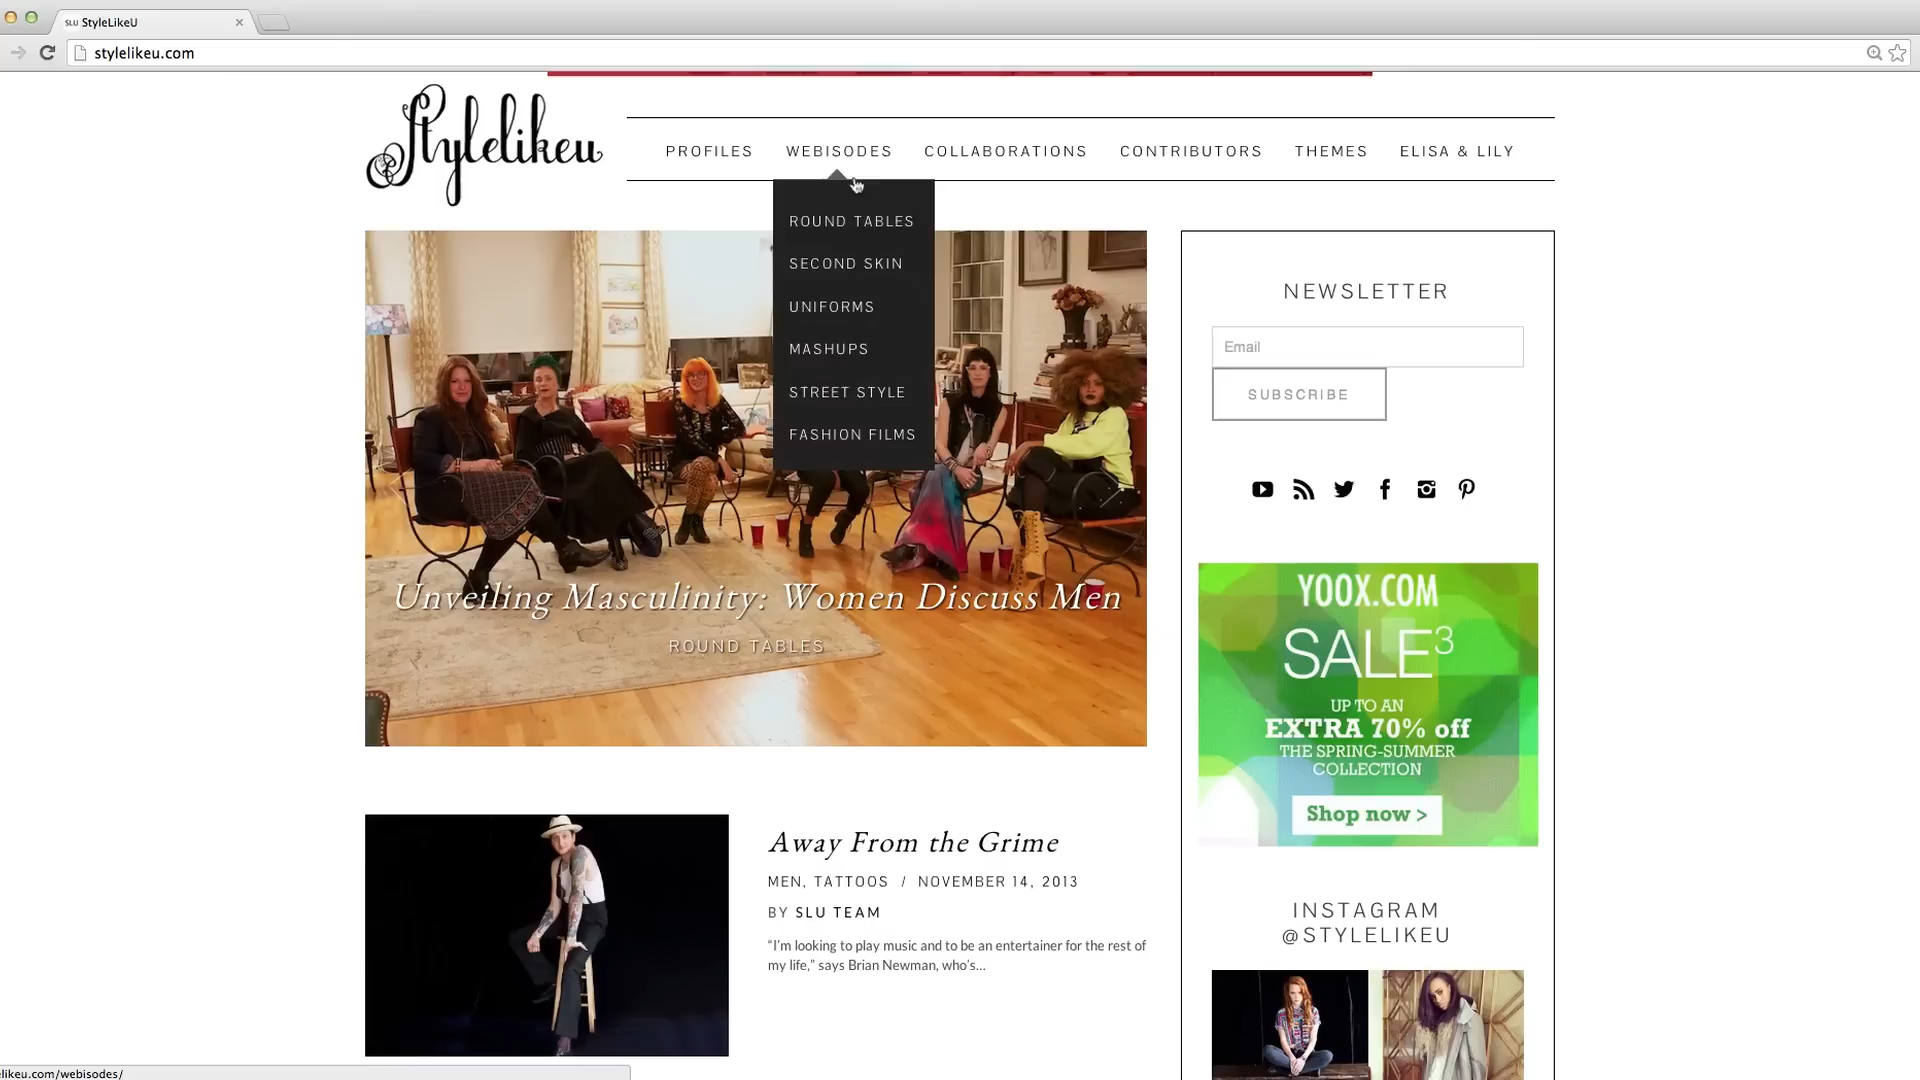 SLU StyleLikeU
stylelikeu.com
Stylelikeu
PROFILES WEBISODES COLLABORATIONS CONTRIBUTORS THEMES ELISA & LILY
ROUND TABLES
SECOND SKIN
UNIFORMS
MASHUPS
STREET STYLE
FASHION FILMS
Unveiling Masculinity: Women Discuss Men
ROUND TABLES
NEWSLETTER
Email
SUBSCRIBE
YOOX.COM
SALE3
UP TO AN
EXTRA 70% off
THE SPRING-SUMMER
COLLECTION
Shop now >
Away From the Grime
MEN, TATTOOS / NOVEMBER 14, 2013
BY SLU TEAM
“I’m looking to play music and to be an entertainer for the rest of
my life,” says Brian Newman, who’s...
INSTAGRAM
@STYLELIKEU
elikeu.com/webisodes/